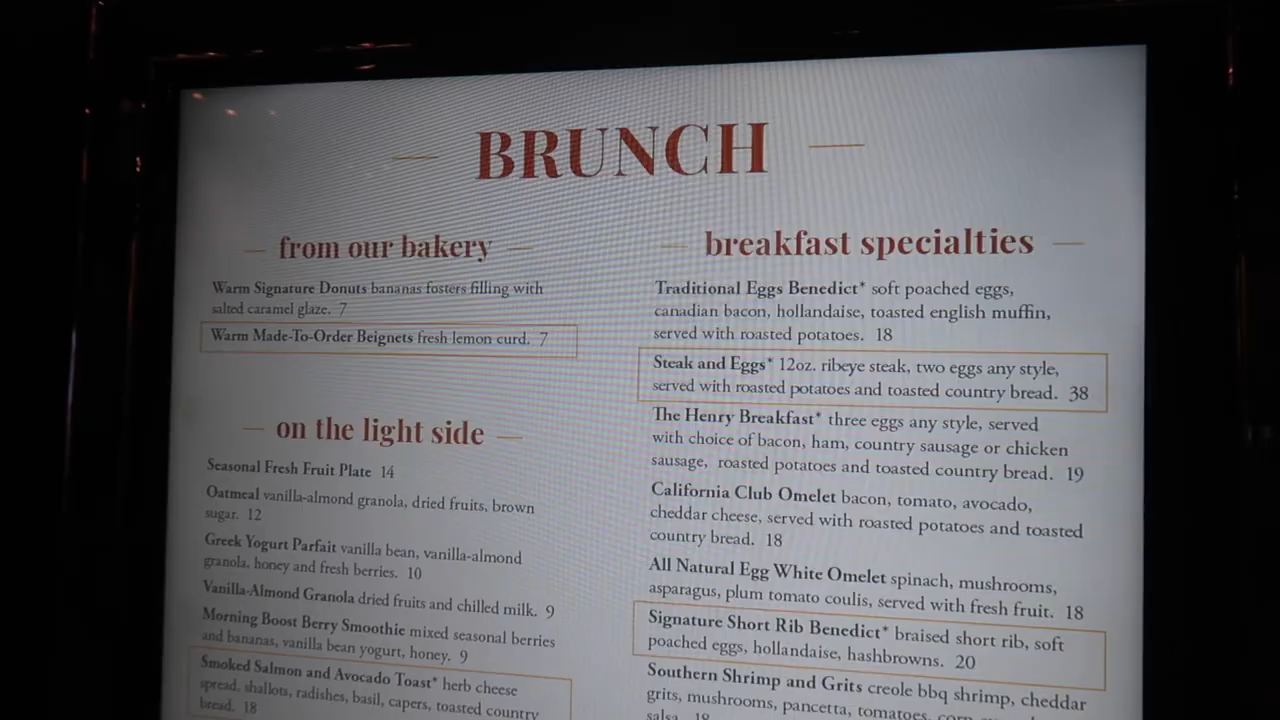 BRUNCH
from our bakery
Warm Signature Donuts bananas fosters filling with
salted caramel glaze. 7
Warm Made-To-Order Beignets fresh lemon curd. 7
on the light side
Seasonal Fresh Fruit Plate 14
Oatmeal vanilla-almond granola, dried fruits, brown
sugar. 12
Greek Yogurt Parfait vanilla bean, vanilla-almond
granola, honey and fresh berries. 10
Vanilla-Almond Granola dried fruits and chilled milk. 9
Morning Boost Berry Smoothie mixed seasonal berries
and bananas, vanilla bean yogurt, honey. 9
Smoked Salmon and Avocado Toast* herb cheese
spread, shallots, radishes, basil, capers, toasted country
bread. 18
breakfast specialties
Traditional Eggs Benedict* soft poached eggs,
canadian bacon, hollandaise, toasted english muffin,
served with roasted potatoes. 18
Steak and Eggs* 12oz. ribeye steak, two eggs any style,
served with roasted potatoes and toasted country bread. 38
The Henry Breakfast* three eggs any style, served
with choice of bacon, ham, country sausage or chicken
sausage, roasted potatoes and toasted country bread. 19
California Club Omelet bacon, tomato, avocado,
cheddar cheese, served with roasted potatoes and toasted
country bread. 18
All Natural Egg White Omelet spinach, mushrooms,
asparagus, plum tomato coulis, served with fresh fruit. 18
Signature Short Rib Benedict* braised short rib, soft
poached eggs, hollandaise, hashbrowns. 20
Southern Shrimp and Grits creole bbq shrimp, cheddar
grits, mushrooms, pancetta, tomatoes, corn
salsa 18